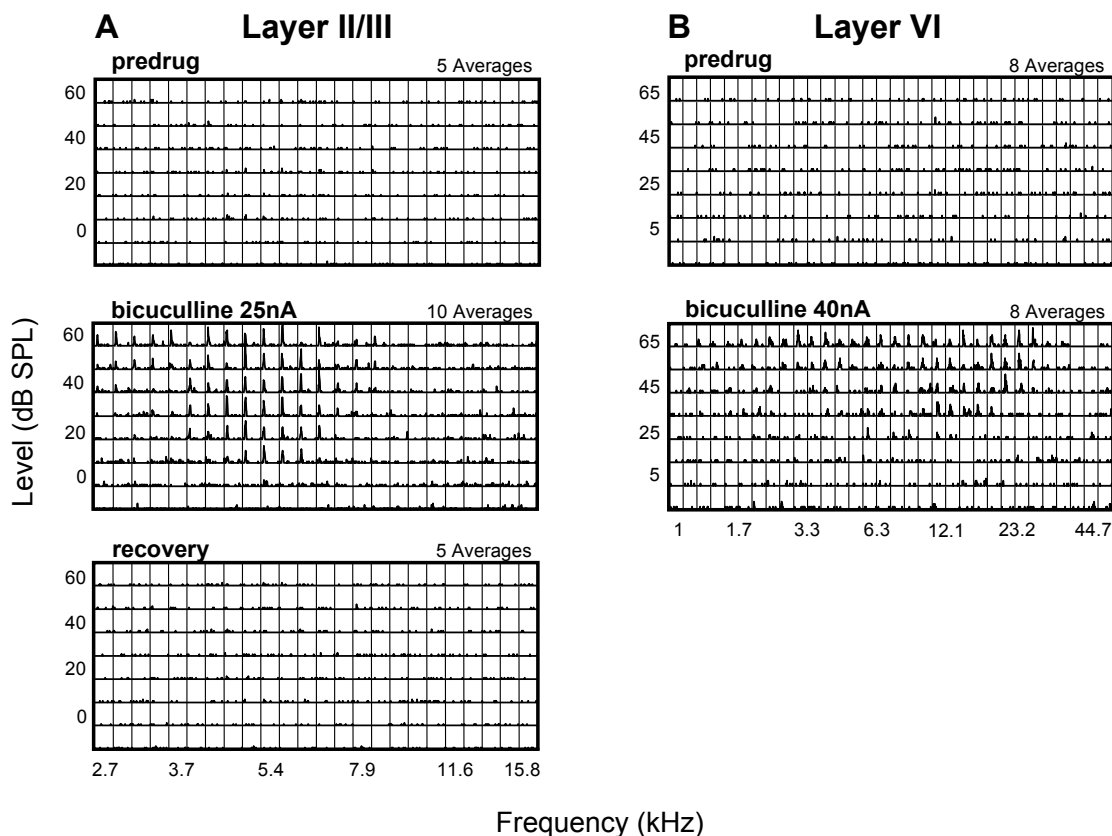 A Layer II/III
predrug 5 Averages
60
40
20
0
bicuculline 25nA 10 Averages
60
40
20
0
recovery 5 Averages
60
40
20
0
2.7 3.7 5.4 7.9 11.6 15.8
B Layer VI
predrug 8 Averages
65
45
25
5
bicuculline 40nA 8 Averages
65
45
25
5
1 1.7 3.3 6.3 12.1 23.2 44.7
Level (dB SPL)
Frequency (kHz)